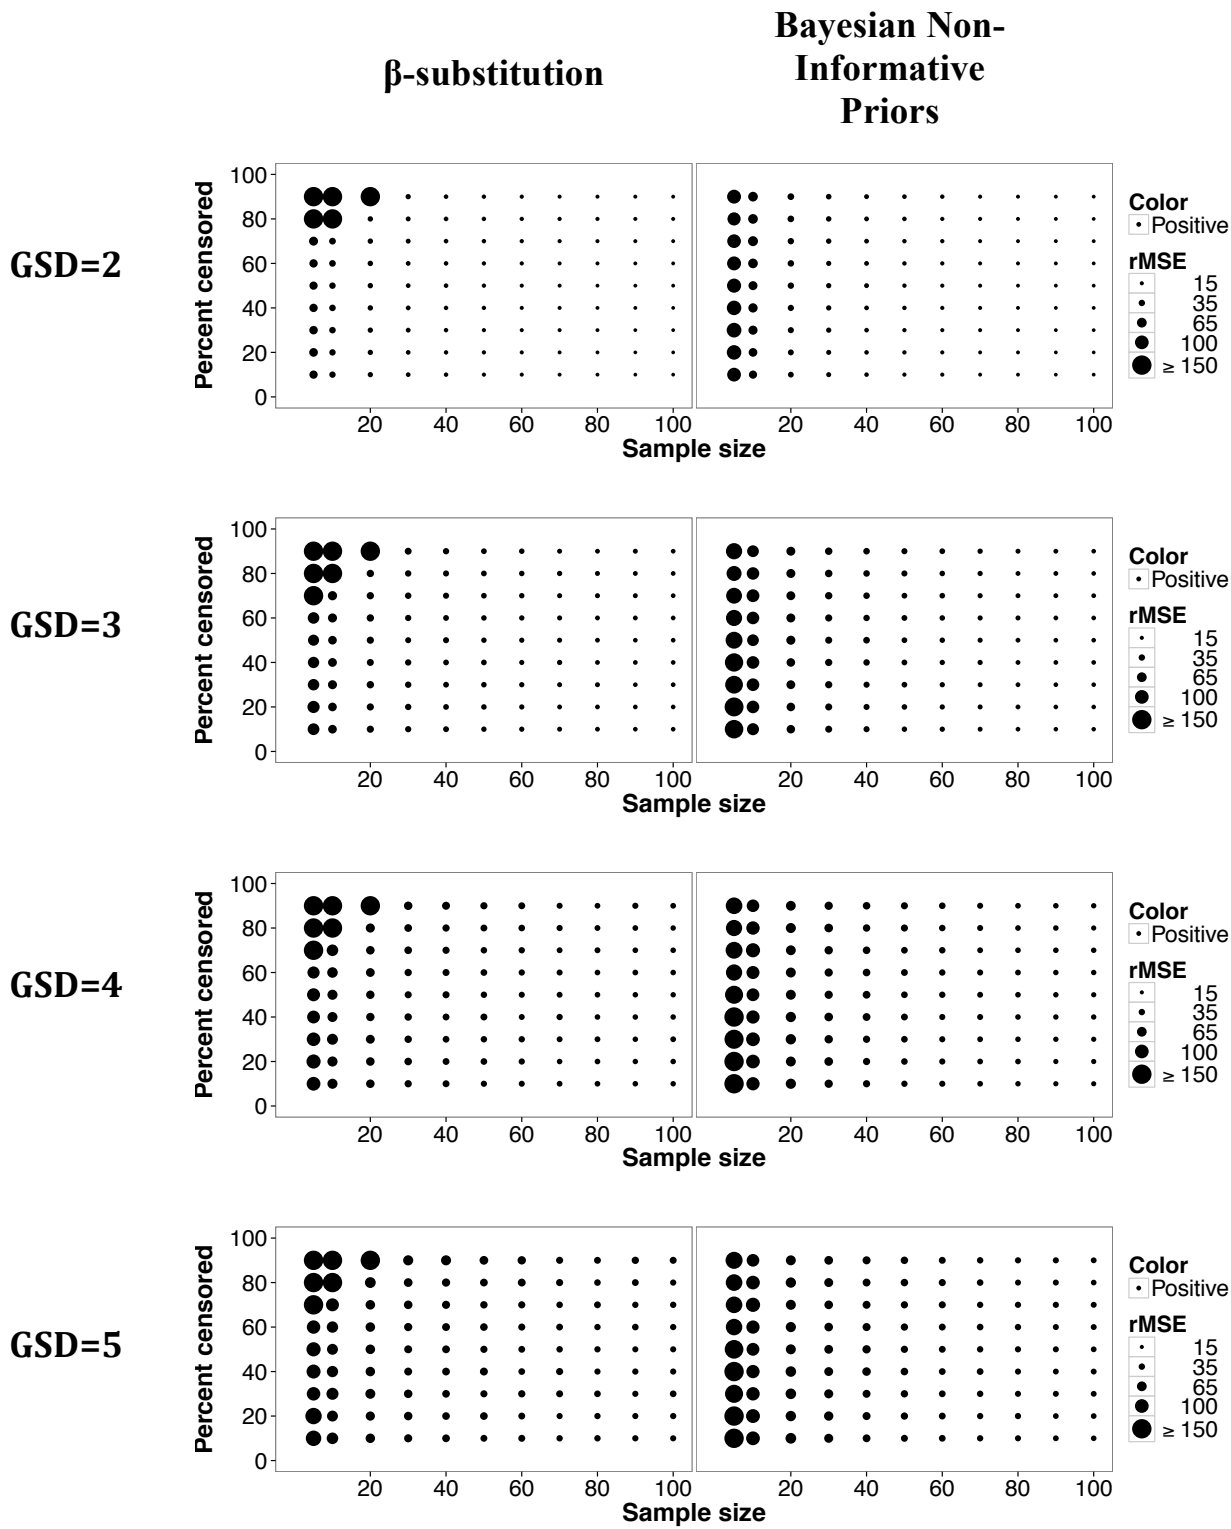 β-substitution
Bayesian Non-
Informative
Priors
GSD=2
Percent censored
100
80
60
40
20
0
20 40 60 80 100 20 40 60 80 100
Sample size
Color
Positive
rMSE
15
35
65
100
≥ 150
GSD=3
Percent censored
100
80
60
40
20
0
20 40 60 80 100 20 40 60 80 100
Sample size
Color
Positive
rMSE
15
35
65
100
≥ 150
GSD=4
Percent censored
100
80
60
40
20
0
20 40 60 80 100 20 40 60 80 100
Sample size
Color
Positive
rMSE
15
35
65
100
≥ 150
GSD=5
Percent censored
100
80
60
40
20
0
20 40 60 80 100 20 40 60 80 100
Sample size
Color
Positive
rMSE
15
35
65
100
≥ 150